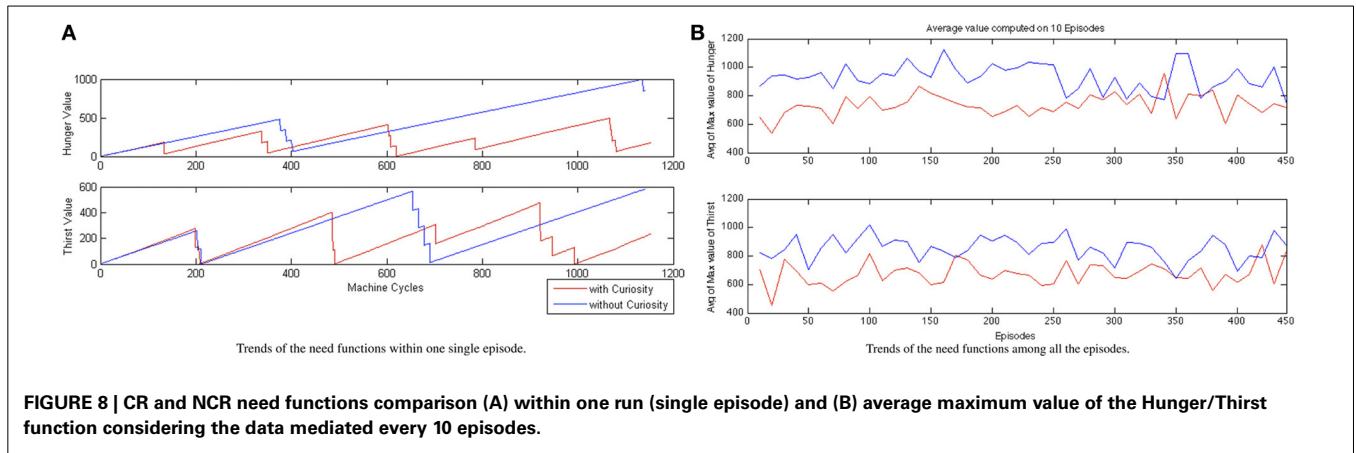 A
B
Average value computed on 10 Episodes
Hunger Value
1000
500
0
0 200 400 600 800 1000 1200
Thirst Value
600
400
200
0
0 200 400 600 800 1000 1200
Machine Cycles
with Curiosity
without Curiosity
Trends of the need functions within one single episode.
Avg of Max value of Hunger
1200
1000
800
600
400
0 50 100 150 200 250 300 350 400 450
Avg of Max value of Thirst
1200
1000
800
600
400
0 50 100 150 200 250 300 350 400 450
Episodes
Trends of the need functions among all the episodes.
FIGURE 8 | CR and NCR need functions comparison (A) within one run (single episode) and (B) average maximum value of the Hunger/Thirst
function considering the data mediated every 10 episodes.